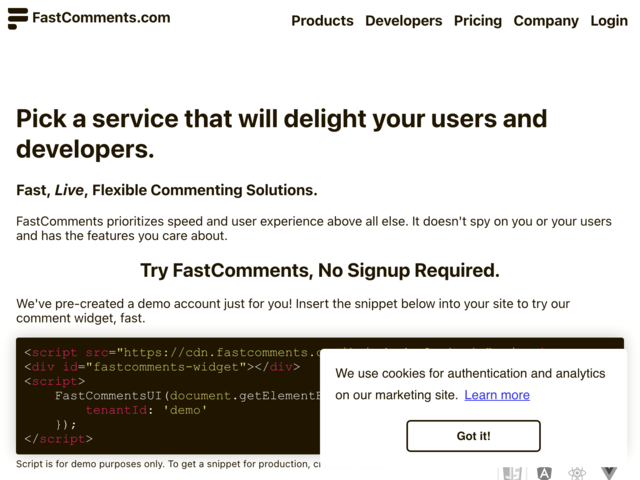 FastComments.com
Products Developers Pricing Company Login
Pick a service that will delight your users and
developers.
Fast, Live, Flexible Commenting Solutions.
FastComments prioritizes speed and user experience above all else. It doesn't spy on you or your users
and has the features you care about.
Try FastComments, No Signup Required.
We've pre-created a demo account just for you! Insert the snippet below into your site to try our
comment widget, fast.
<script src="https://cdn.fastcomments.c
<div id="fastcomments-widget"></div>
<script>
FastCommentsUI(document.getElementB
tenantId: 'demo'
});
</script>
Script is for demo purposes only. To get a snippet for production, c
We use cookies for authentication and analytics
on our marketing site. Learn more
Got it!